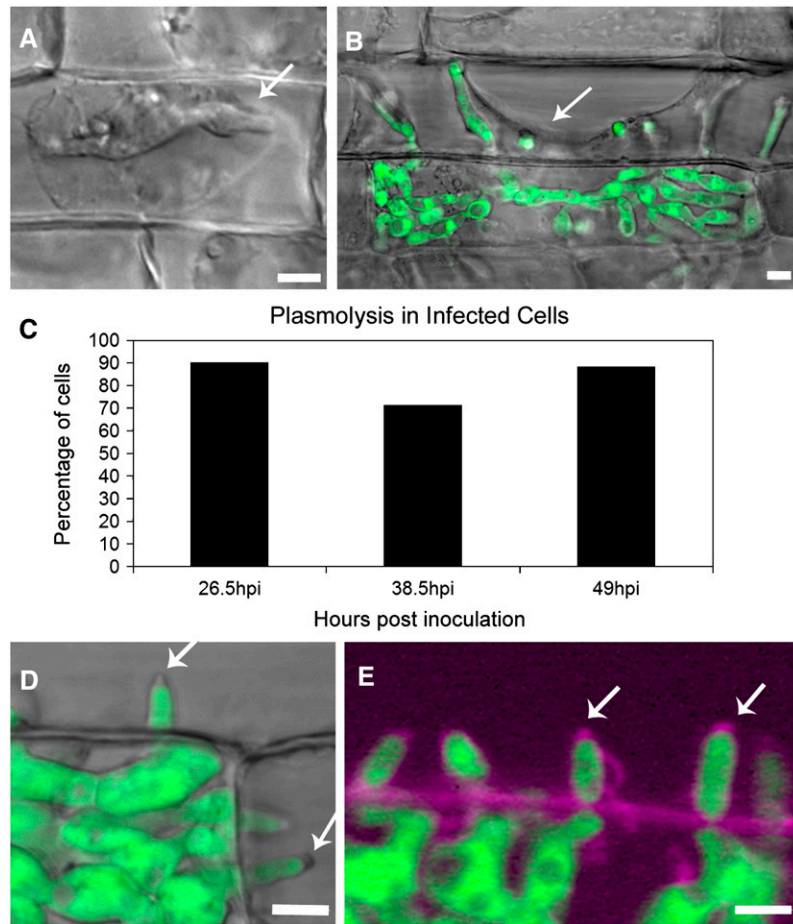 A
B
C
Plasmolysis in Infected Cells
Percentage of cells
100
90
80
70
60
50
40
30
20
10
0
26.5hpi 38.5hpi 49hpi
Hours post inoculation
D
E